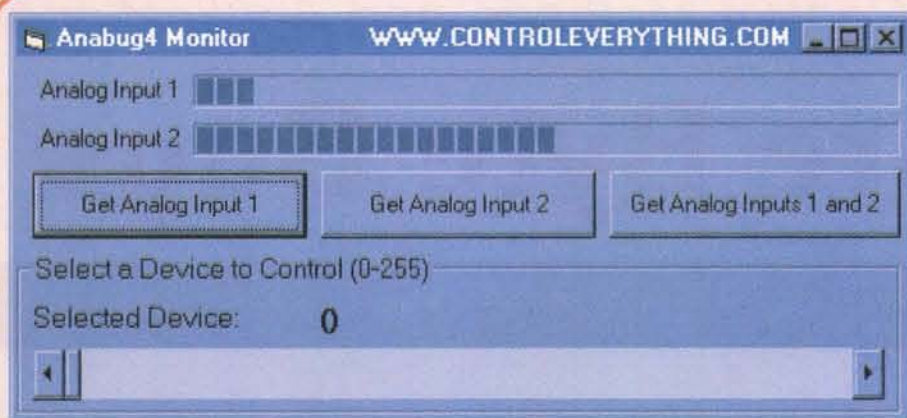 Anabug4 Monitor WWW.CONTROLEVERYTHING.COM
Analog Input 1
Analog Input 2
Get Analog Input 1 Get Analog Input 2 Get Analog Inputs 1 and 2
Select a Device to Control (0-255)
Selected Device: 0